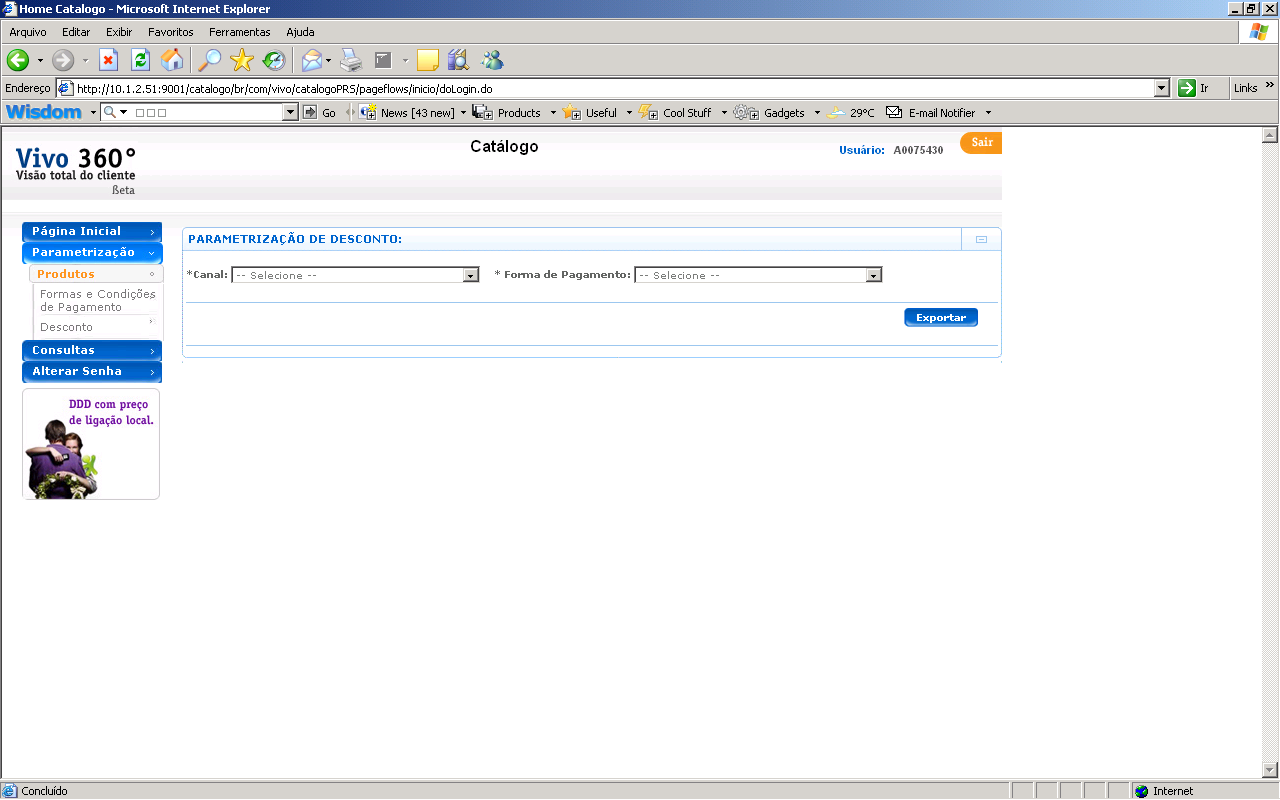 Home Catalogo - Microsoft Internet Explorer
Arquivo Editar Exibir Favoritos Ferramentas Ajuda
Endereço http://10.1.2.51:9001/catalogo/br/com/vivo/catalogoPRS/pageflows/inicio/doLogin.do Ir Links »
Wisdom Go News [43 new] Products Useful Cool Stuff Gadgets 29°C E-mail Notifier
Vivo 360°
Visão total do cliente
ßeta
Catálogo
Usuário: A0075430
Sair
Página Inicial
Parametrização
Produtos
Formas e Condições
de Pagamento
Desconto
Consultas
Alterar Senha
DDD com preço
de ligação local.
PARAMETRIZAÇÃO DE DESCONTO:
*Canal: -- Selecione -- * Forma de Pagamento: -- Selecione --
Exportar
Concluído Internet